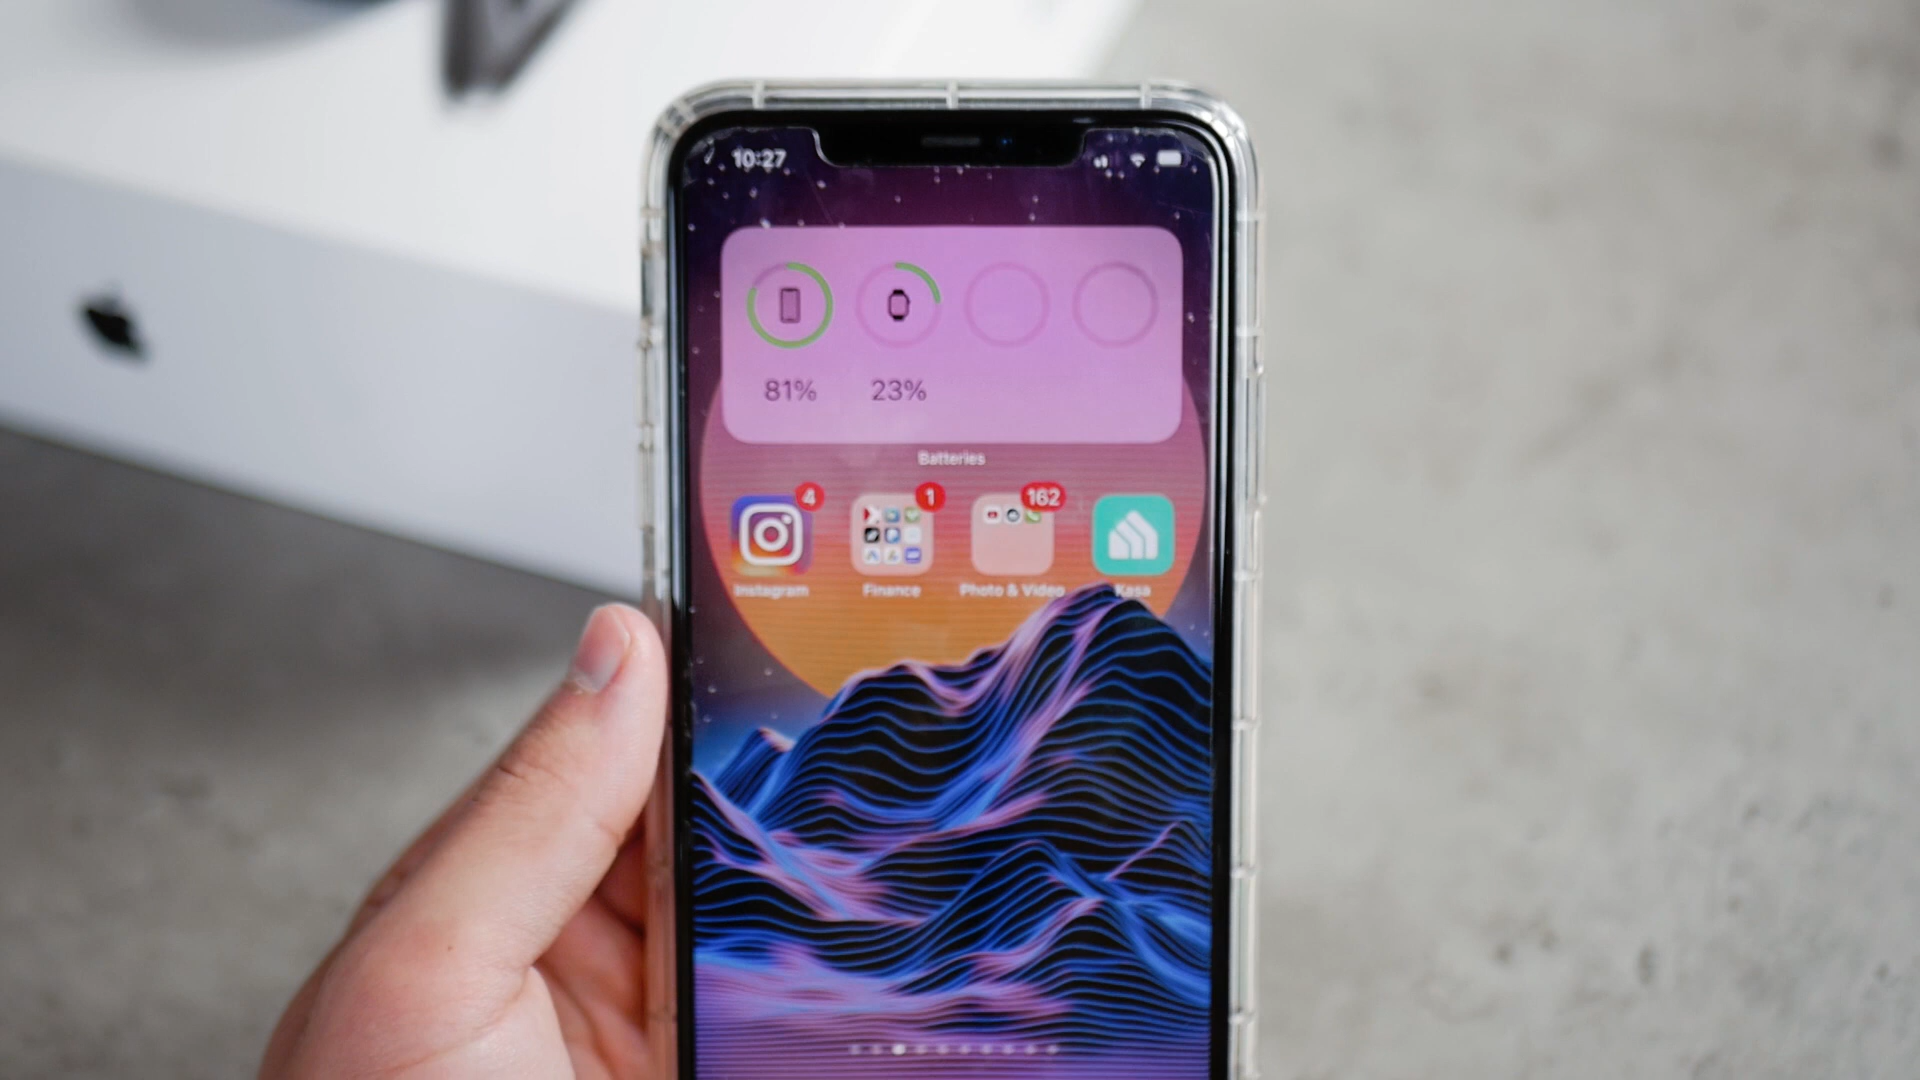 10:27
81% 23%
Batteries
4 1 162
Instagram Finance Photo & Video Kasa